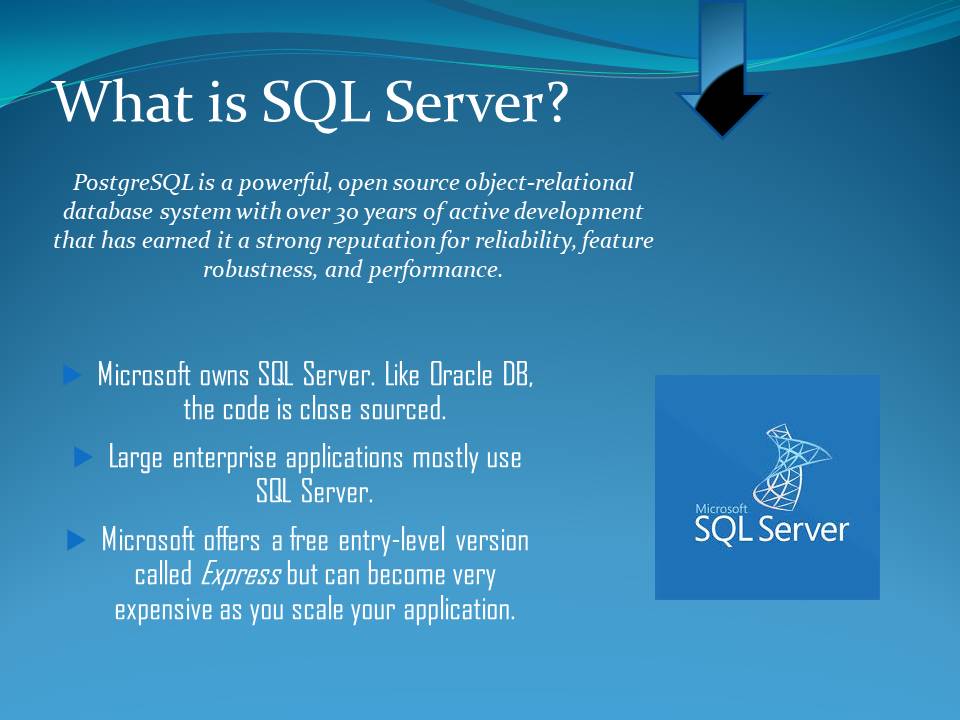 What is SQL Server?
PostgreSQL is a powerful, open source object-relational
database system with over 30 years of active development
that has earned it a strong reputation for reliability, feature
robustness, and performance.
Microsoft owns SQL Server. Like Oracle DB,
the code is close sourced.
Large enterprise applications mostly use
SQL Server.
Microsoft offers a free entry-level version
called Express but can become very
expensive as you scale your application.
Microsoft
SQL Server